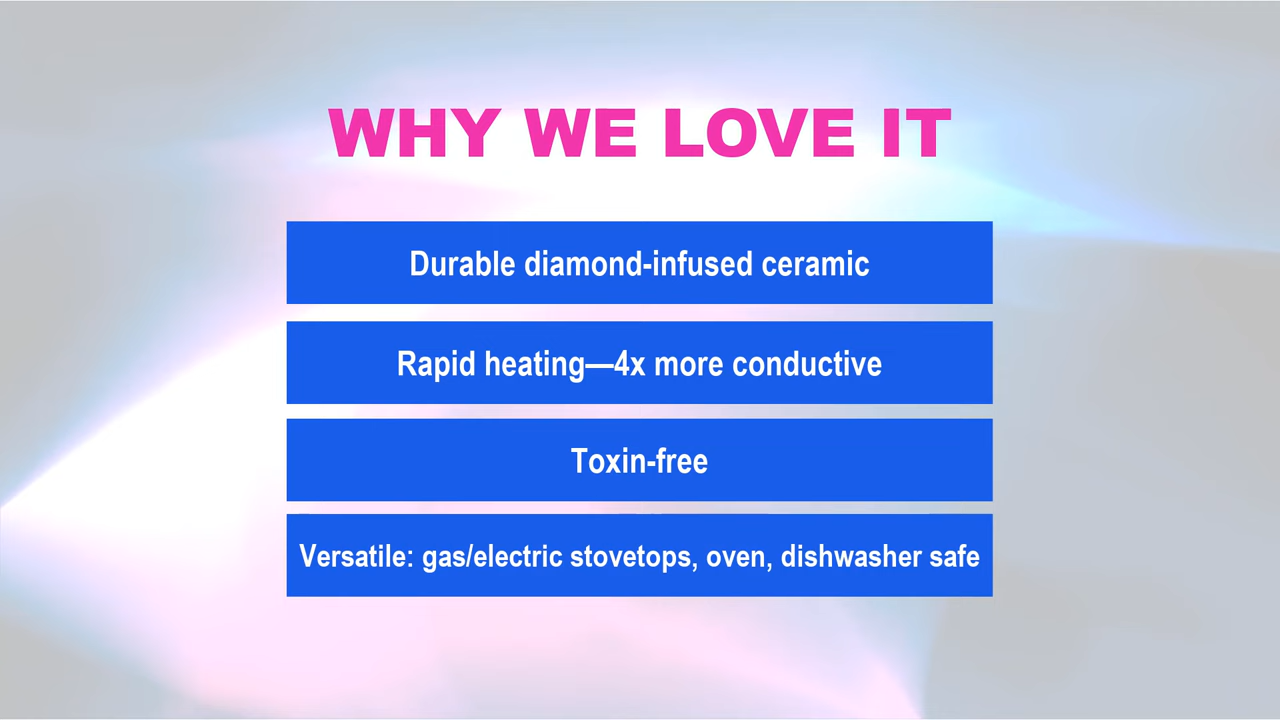 WHY WE LOVE IT
Durable diamond-infused ceramic
Rapid heating—4x more conductive
Toxin-free
Versatile: gas/electric stovetops, oven, dishwasher safe